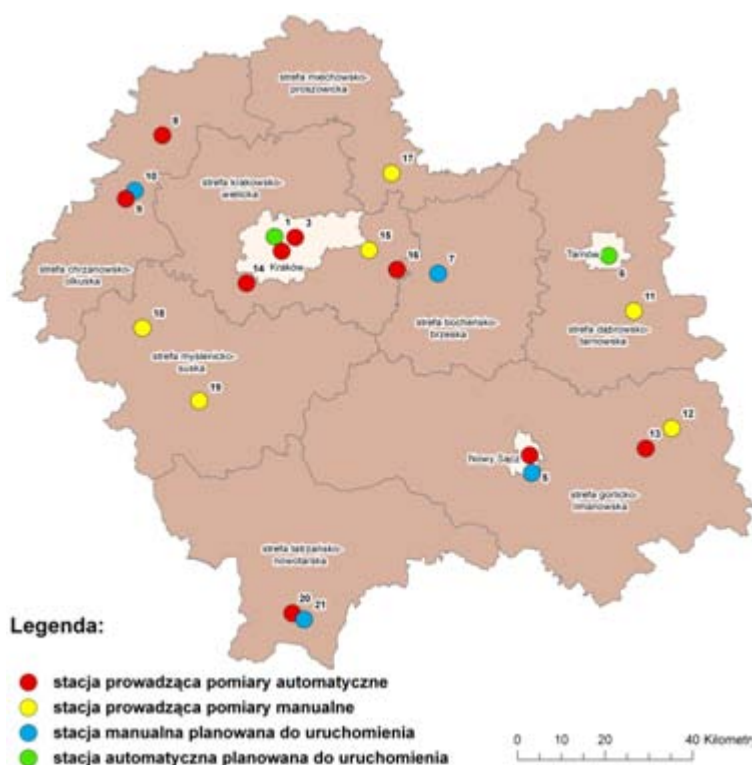 strefa miechowsko-
proszowicka
8
17
10
strefa krakowsko-
wielicka
9
1
3
15
Tarnów
Kraków
16
7
6
14
strefa chrzanowsko-
olkuska
11
18
strefa bocheńsko-
brzeska
strefa dąbrowsko-
tarnowska
strefa myślenicko-
suska
19
12
13
Nowy Sącz
5
strefa gorlicko-
limanowska
strefa tatrzańsko-
nowotarska
20
21
Legenda:
stacja prowadząca pomiary automatyczne
stacja prowadząca pomiary manualne
stacja manualna planowana do uruchomienia
stacja automatyczna planowana do uruchomienia
0 10 20 40 Kilometry